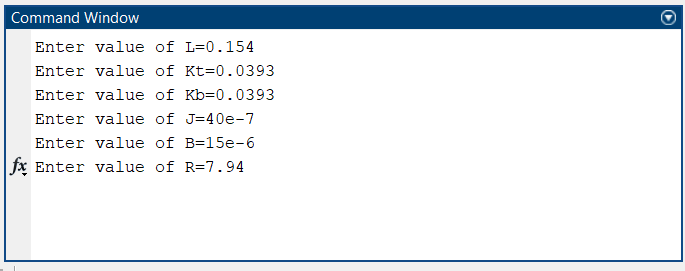 Command Window
Enter value of L=0.154
Enter value of Kt=0.0393
Enter value of Kb=0.0393
Enter value of J=40e-7
Enter value of B=15e-6
fx Enter value of R=7.94